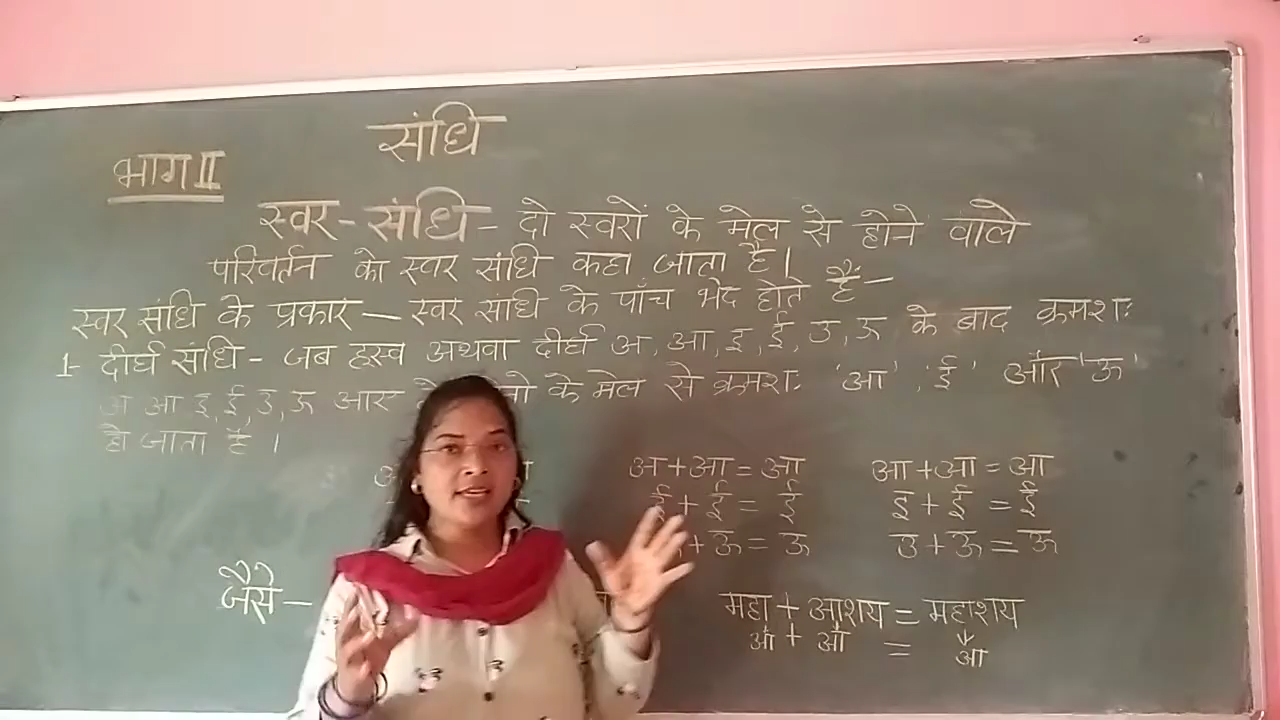 संधि
भाग II
स्वर - संधि - दो स्वरों के मेल से होने वाले
परिवर्तन को स्वर संधि कहा जाता है।
स्वर संधि के प्रकार — स्वर संधि के पाँच भेद होते हैं -
1- दीर्घ संधि - जब ह्रस्व अथवा दीर्घ अ, आ, इ, ई, उ, ऊ के बाद क्रमशः
अ आ इ, ई, उ, ऊ के मेल से क्रमशः 'आ', 'ई' और 'ऊ'
हो जाता है ।
अ + आ = आ आ + आ = आ
ई + ई = ई इ + ई = ई
+ ऊ = ऊ उ + ऊ = ऊ
जैसे — महा + आशय = महाशय
आ + आ = आ